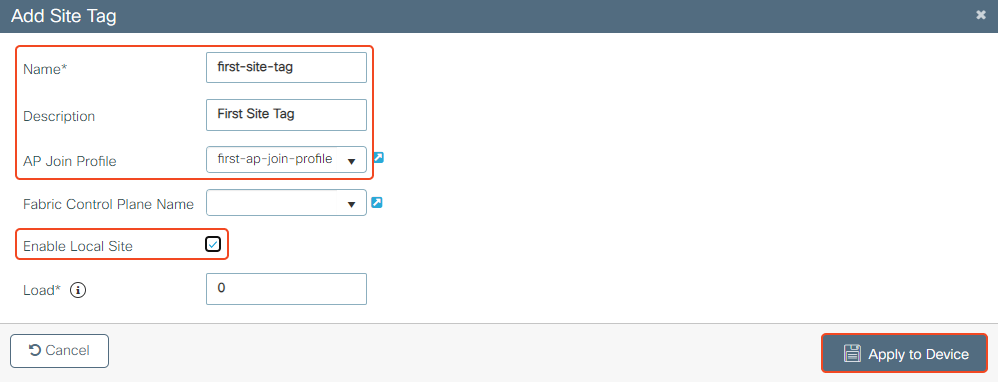 Add Site Tag
Name* first-site-tag
Description First Site Tag
AP Join Profile first-ap-join-profile
Fabric Control Plane Name
Enable Local Site
Load* 0
Cancel Apply to Device